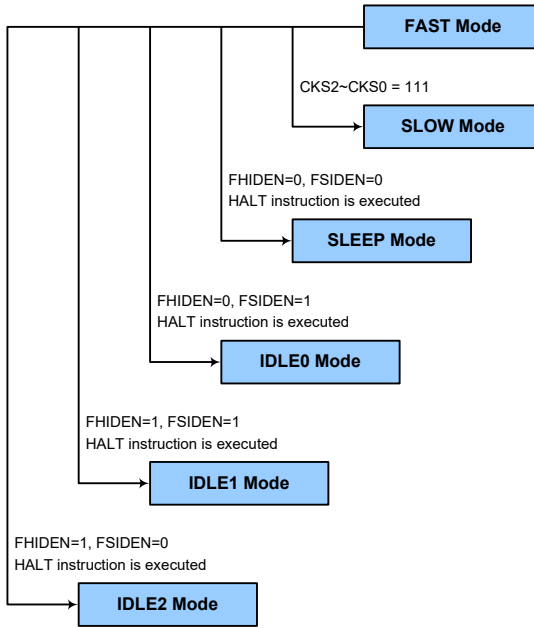 FAST Mode
CKS2~CKS0 = 111
SLOW Mode
FHIDEN=0, FSIDEN=0
HALT instruction is executed
SLEEP Mode
FHIDEN=0, FSIDEN=1
HALT instruction is executed
IDLE0 Mode
FHIDEN=1, FSIDEN=1
HALT instruction is executed
IDLE1 Mode
FHIDEN=1, FSIDEN=0
HALT instruction is executed
IDLE2 Mode